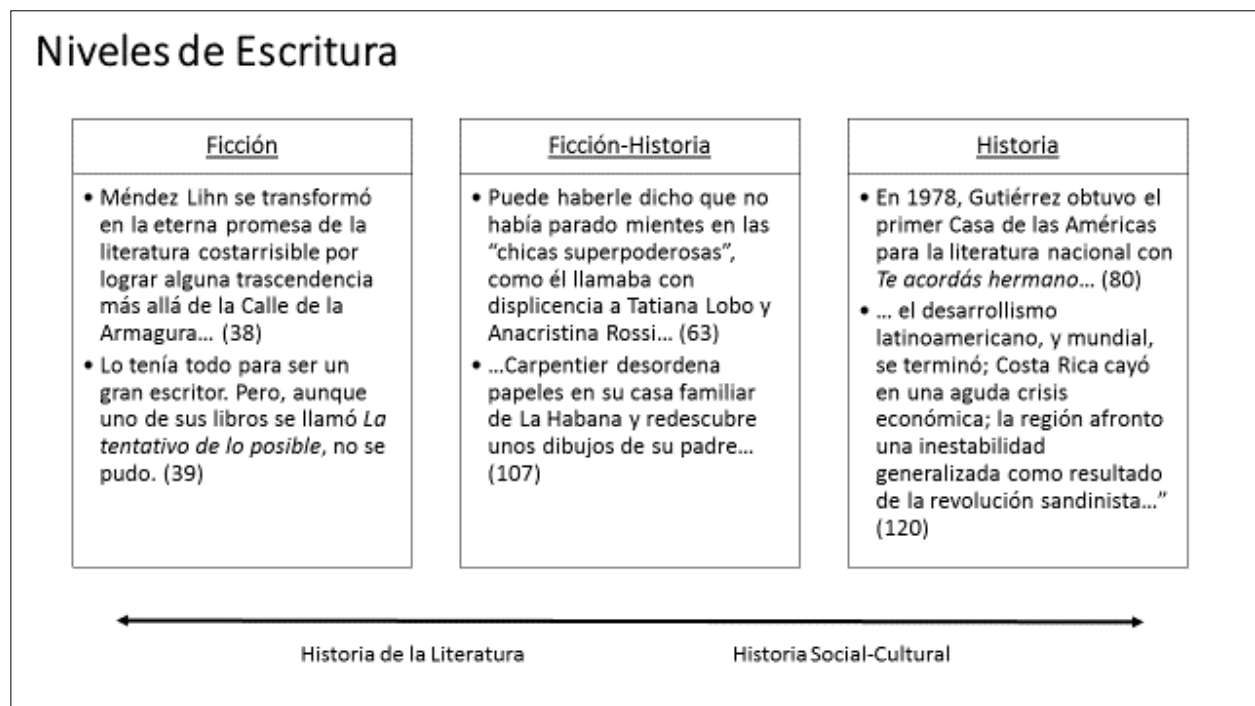 Niveles de Escritura
Ficción
• Méndez Lihn se transformó
en la eterna promesa de la
literatura costarrisible por
lograr alguna trascendencia
más allá de la Calle de la
Armagura... (38)
• Lo tenía todo para ser un
gran escritor. Pero, aunque
uno de sus libros se llamó La
tentativo de lo posible, no se
pudo. (39)
Ficción-Historia
• Puede haberle dicho que no
había parado mientes en las
“chicas superpoderosas”,
como él llamaba con
displicencia a Tatiana Lobo y
Anacristina Rossi... (63)
• ...Carpentier desordena
papeles en su casa familiar
de La Habana y redescubre
unos dibujos de su padre...
(107)
Historia
• En 1978, Gutiérrez obtuvo el
primer Casa de las Américas
para la literatura nacional con
Te acordás hermano... (80)
• ... el desarrollismo
latinoamericano, y mundial,
se terminó; Costa Rica cayó
en una aguda crisis
económica; la región afronto
una inestabilidad
generalizada como resultado
de la revolución sandinista...”
(120)
Historia de la Literatura
Historia Social-Cultural